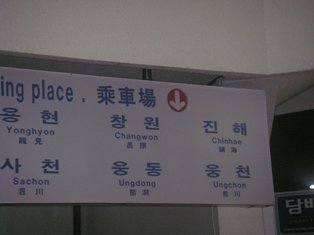 ing place . 乘車場
용현 창원 진해
Yonghyon Changwon Chinhae
龍見 昌原 鎭海
사천 웅동 웅천
Sachon Ungdong Ungchon
泗川 熊洞 熊川
담배